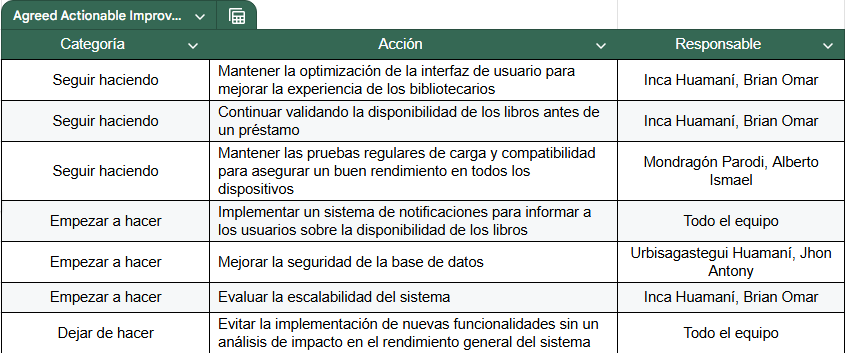 Agreed Actionable Improv...
Categoría Acción Responsable
Seguir haciendo
Mantener la optimización de la interfaz de usuario para
mejorar la experiencia de los bibliotecarios
Inca Huamaní, Brian Omar
Seguir haciendo
Continuar validando la disponibilidad de los libros antes de
un préstamo
Inca Huamaní, Brian Omar
Seguir haciendo
Mantener las pruebas regulares de carga y compatibilidad
para asegurar un buen rendimiento en todos los
dispositivos
Mondragón Parodi, Alberto
Ismael
Empezar a hacer
Implementar un sistema de notificaciones para informar a
los usuarios sobre la disponibilidad de los libros
Todo el equipo
Empezar a hacer
Mejorar la seguridad de la base de datos
Urbisagastegui Huamaní, Jhon
Antony
Empezar a hacer
Evaluar la escalabilidad del sistema
Inca Huamaní, Brian Omar
Dejar de hacer
Evitar la implementación de nuevas funcionalidades sin un
análisis de impacto en el rendimiento general del sistema
Todo el equipo